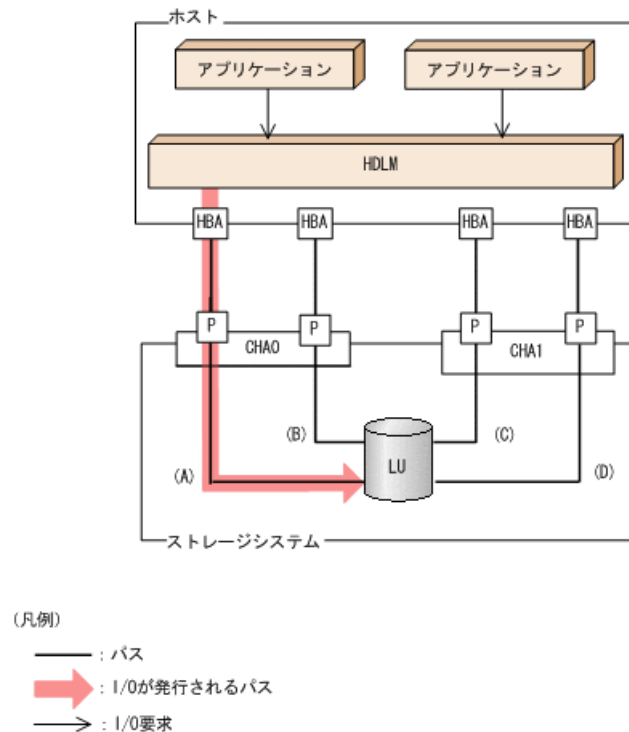 ホスト
アプリケーション
アプリケーション
HDLM
HBA
HBA
HBA
HBA
P
P
P
P
CHA0
CHA1
(B)
(C)
LU
(A)
(D)
ストレージシステム
(凡例)
: パス
: I/Oが発行されるパス
: I/O要求